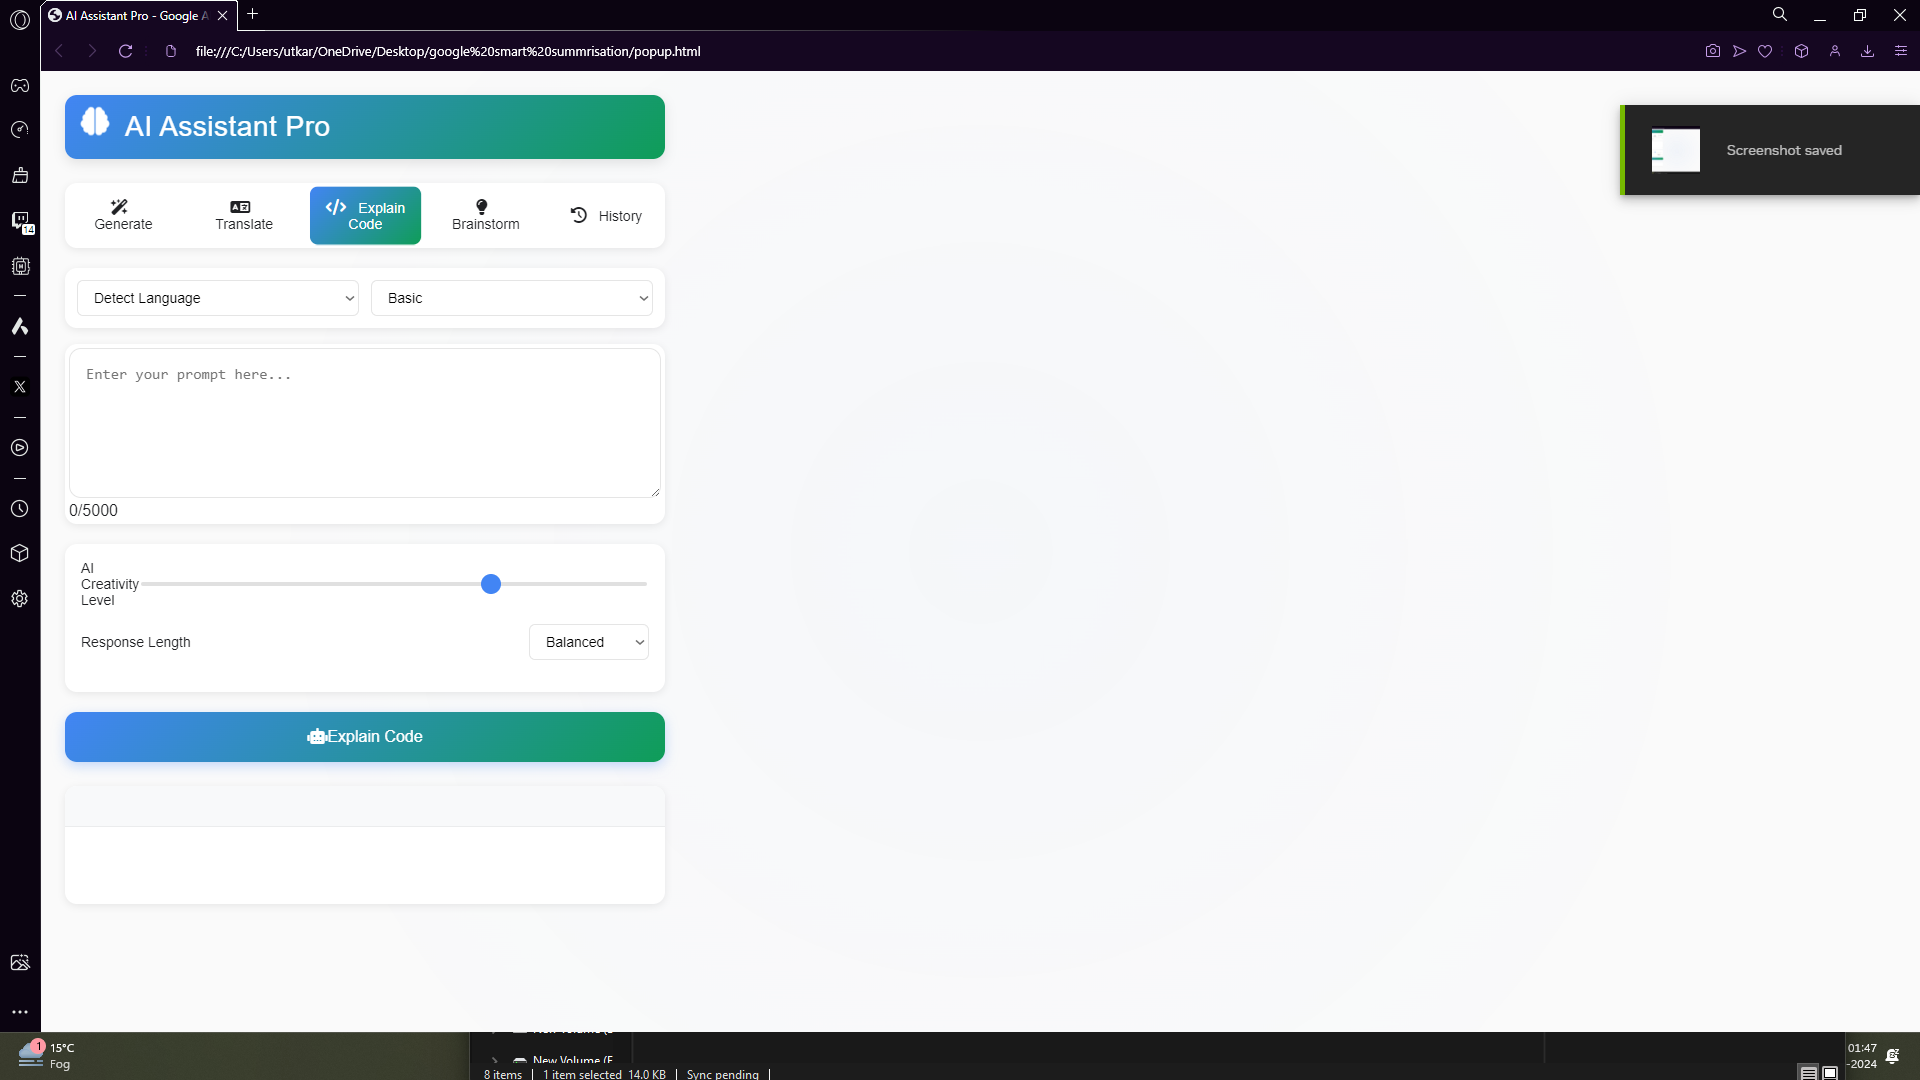 AI Assistant Pro - Google A
file:///C:/Users/utkar/OneDrive/Desktop/google%20smart%20summrisation/popup.html
14
AI Assistant Pro
Screenshot saved
Generate
Translate
Explain
Code
Brainstorm
History
Detect Language
Basic
Enter your prompt here...
0/5000
AI
Creativity
Level
Response Length
Balanced
Explain Code
1
15°C
Fog
New Volume (E
8 items
1 item selected 14.0 KB
Sync pending
01:47
-2024